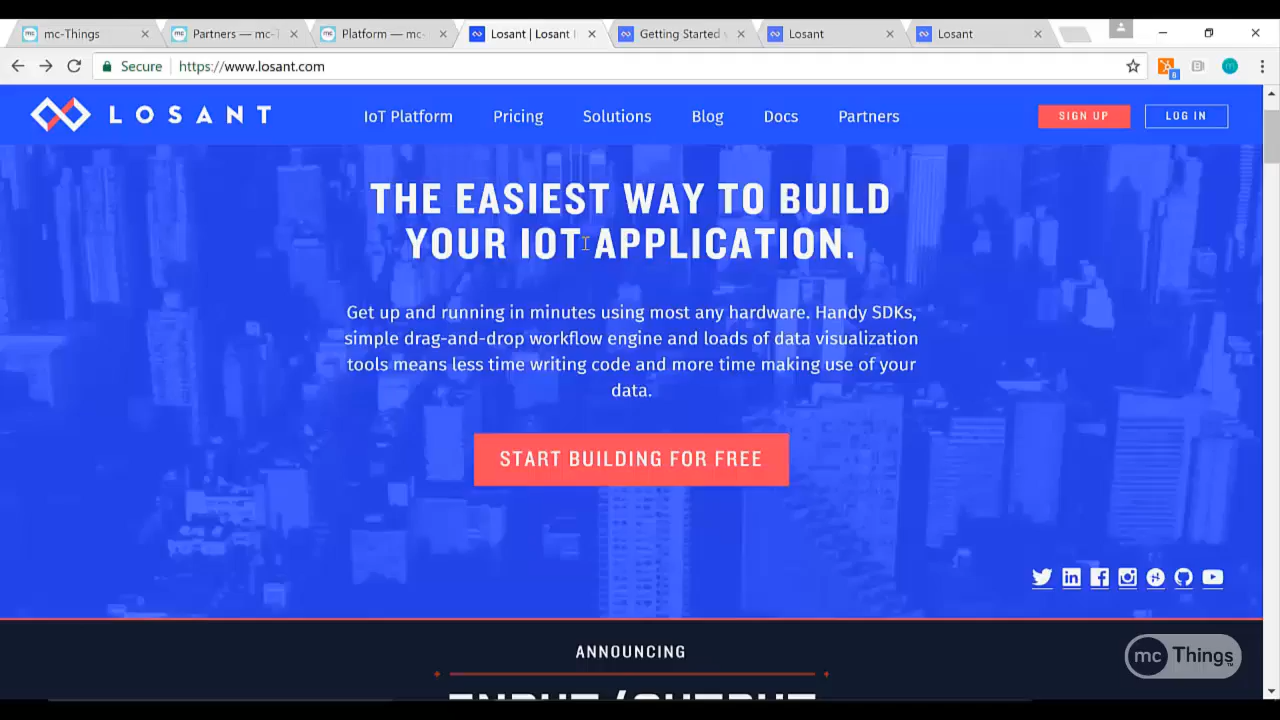 mc-Things
Partners — mc-
Platform — mc-
Losant | Losant
Getting Started
Losant
Losant
Secure
https://www.losant.com
6
m
LOSANT
IoT Platform
Pricing
Solutions
Blog
Docs
Partners
SIGN UP
LOG IN
THE EASIEST WAY TO BUILD
YOUR IOT APPLICATION.
Get up and running in minutes using most any hardware. Handy SDKs,
simple drag-and-drop workflow engine and loads of data visualization
tools means less time writing code and more time making use of your
data.
START BUILDING FOR FREE
ANNOUNCING
INPUT/OUTPUT
mc Things